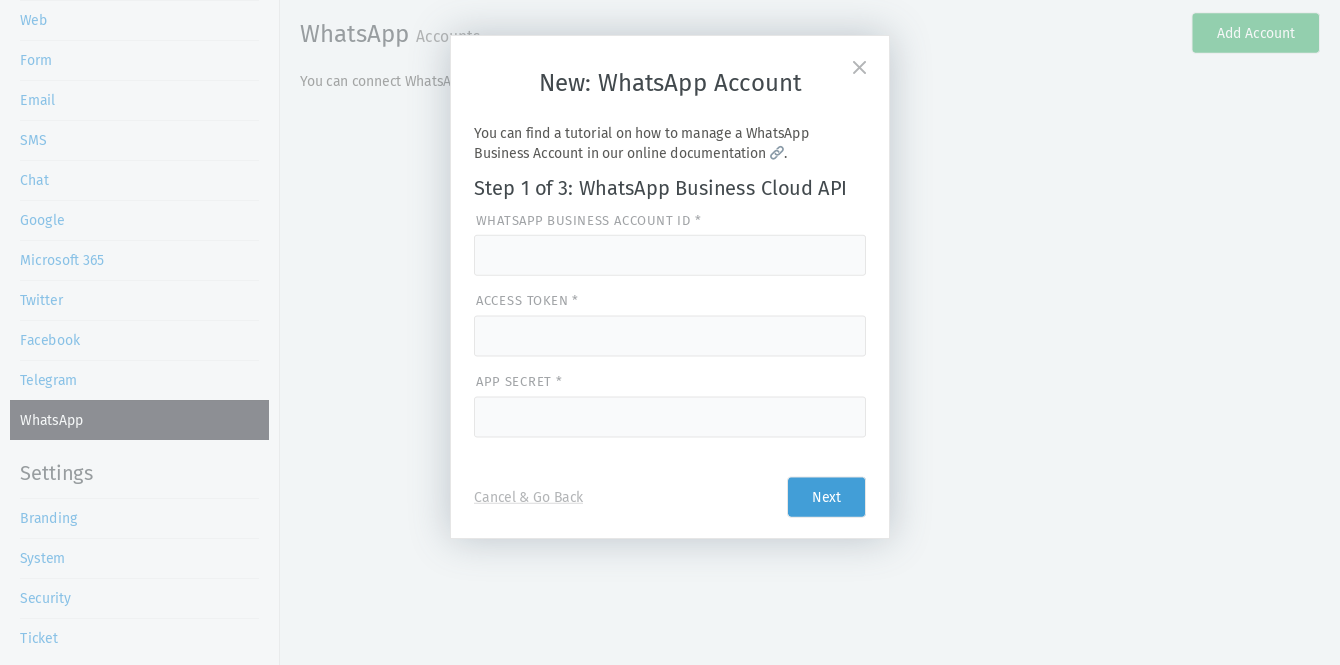 Web
Form
Email
SMS
Chat
Google
Microsoft 365
Twitter
Facebook
Telegram
WhatsApp
Settings
Branding
System
Security
Ticket
WhatsApp Accounts
Add Account
You can connect WhatsA
New: WhatsApp Account
You can find a tutorial on how to manage a WhatsApp
Business Account in our online documentation 🔗.
Step 1 of 3: WhatsApp Business Cloud API
WHATSAPP BUSINESS ACCOUNT ID *
ACCESS TOKEN *
APP SECRET *
Cancel & Go Back
Next